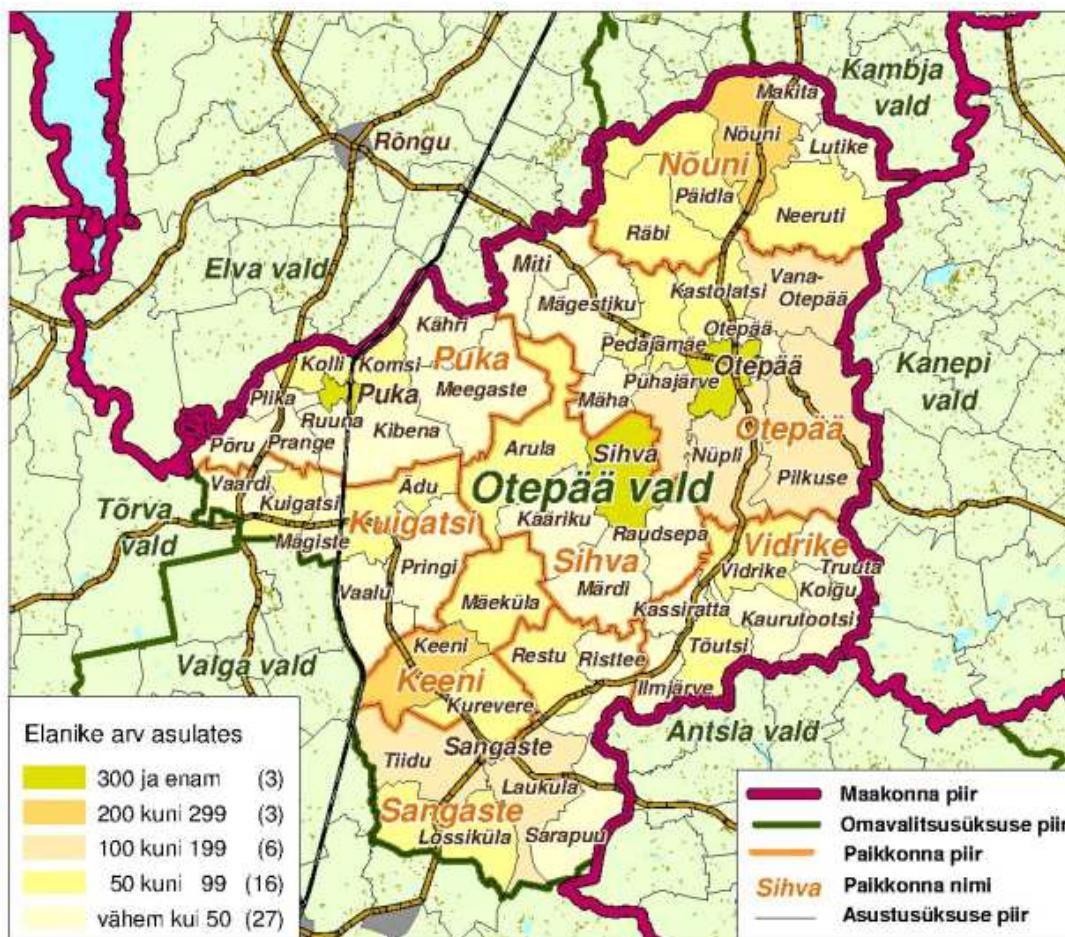 Kambja
vald
Makita
Rõngu
Nõuni
Lutike
Nõuni
Päidla
Neeruti
Räbi
Elva vald
Miti
Vana-
Otepää
Kastolatsi
Mägestiku
Kähri
Otepää
Pedajämäe
Kolli
Komsi
Puka
Otepää
Kanepi
vald
Meegaste
Pühajärve
Puka
Plika
Mäha
Ruuna
Kibena
Otepää
Põru
Prange
Arula
Sihva
Nüpli
Pilkuse
Vaardi
Ädu
Otepää vald
Kuigatsi
Tõrva
vald
Kuigatsi
Kääriku
Raudsepa
Mägiste
Vidrike
Sihva
Pringi
Truuta
Vidrike
Märdi
Koigu
Vaalu
Mäeküla
Kassiratta
Kaurutootsi
Keeni
Tõutsi
Valga vald
Restu
Risttee
Keeni
Ilmjärve
Kurevere
Antsla vald
Sangaste
Tiidu
Laukula
Sangaste
Sarapuu
Lossiküla
Elanike arv asulates
300 ja enam (3)
200 kuni 299 (3)
100 kuni 199 (6)
50 kuni 99 (16)
vähem kui 50 (27)
Maakonna piir
Omavalitsusüksuse piir
Paikkonna piir
Sihva Paikkonna nimi
Asustusüksuse piir